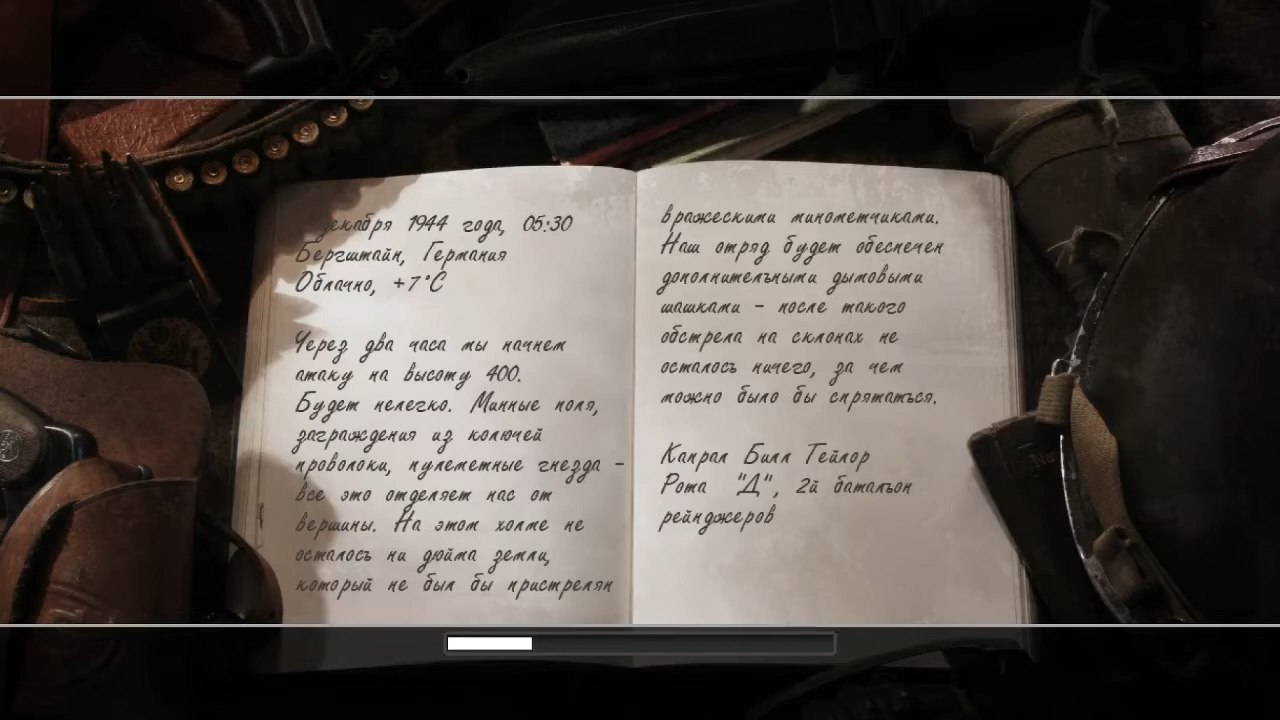 декабря 1944 года, 05:30
Бергштайн, Германия
Облачно, +7°C
Через два часа мы начнем
атаку на высоту 400.
Будет нелегко. Минные поля,
заграждения из колючей
проволоки, пулеметные гнезда -
все это отделяет нас от
вершины. На этом холме не
осталось ни дюйма земли,
который не был бы пристрелян
вражескими минометчиками.
Наш отряд будет обеспечен
дополнительными дымовыми
шашками - после такого
обстрела на склонах не
осталось ничего, за чем
можно было бы спрятаться.
Капрал Билл Тейлор
Рота "Д", 2й батальон
рейнджеров